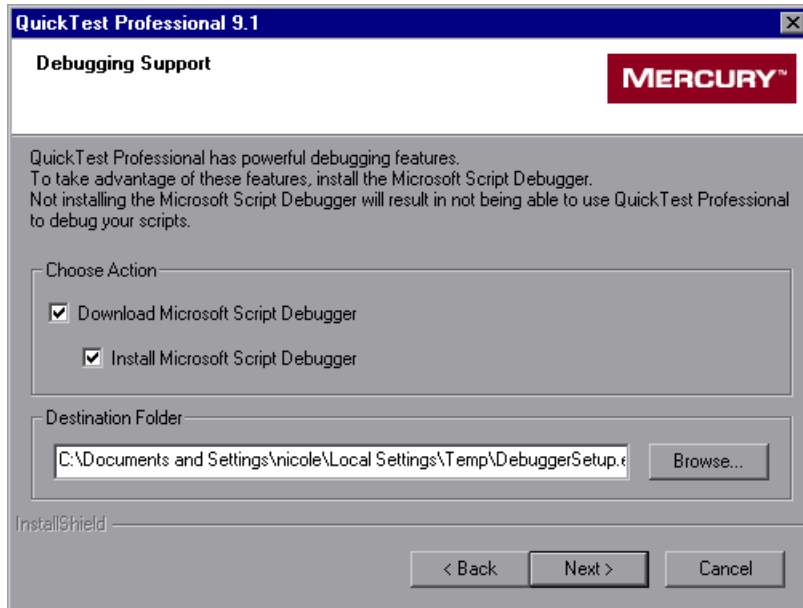 QuickTest Professional 9.1
Debugging Support
MERCURY™
QuickTest Professional has powerful debugging features.
To take advantage of these features, install the Microsoft Script Debugger.
Not installing the Microsoft Script Debugger will result in not being able to use QuickTest Professional
to debug your scripts.
Choose Action
Download Microsoft Script Debugger
Install Microsoft Script Debugger
Destination Folder
C:\Documents and Settings\nicole\Local Settings\Temp\DebuggerSetup.e
Browse...
InstallShield
< Back
Next >
Cancel